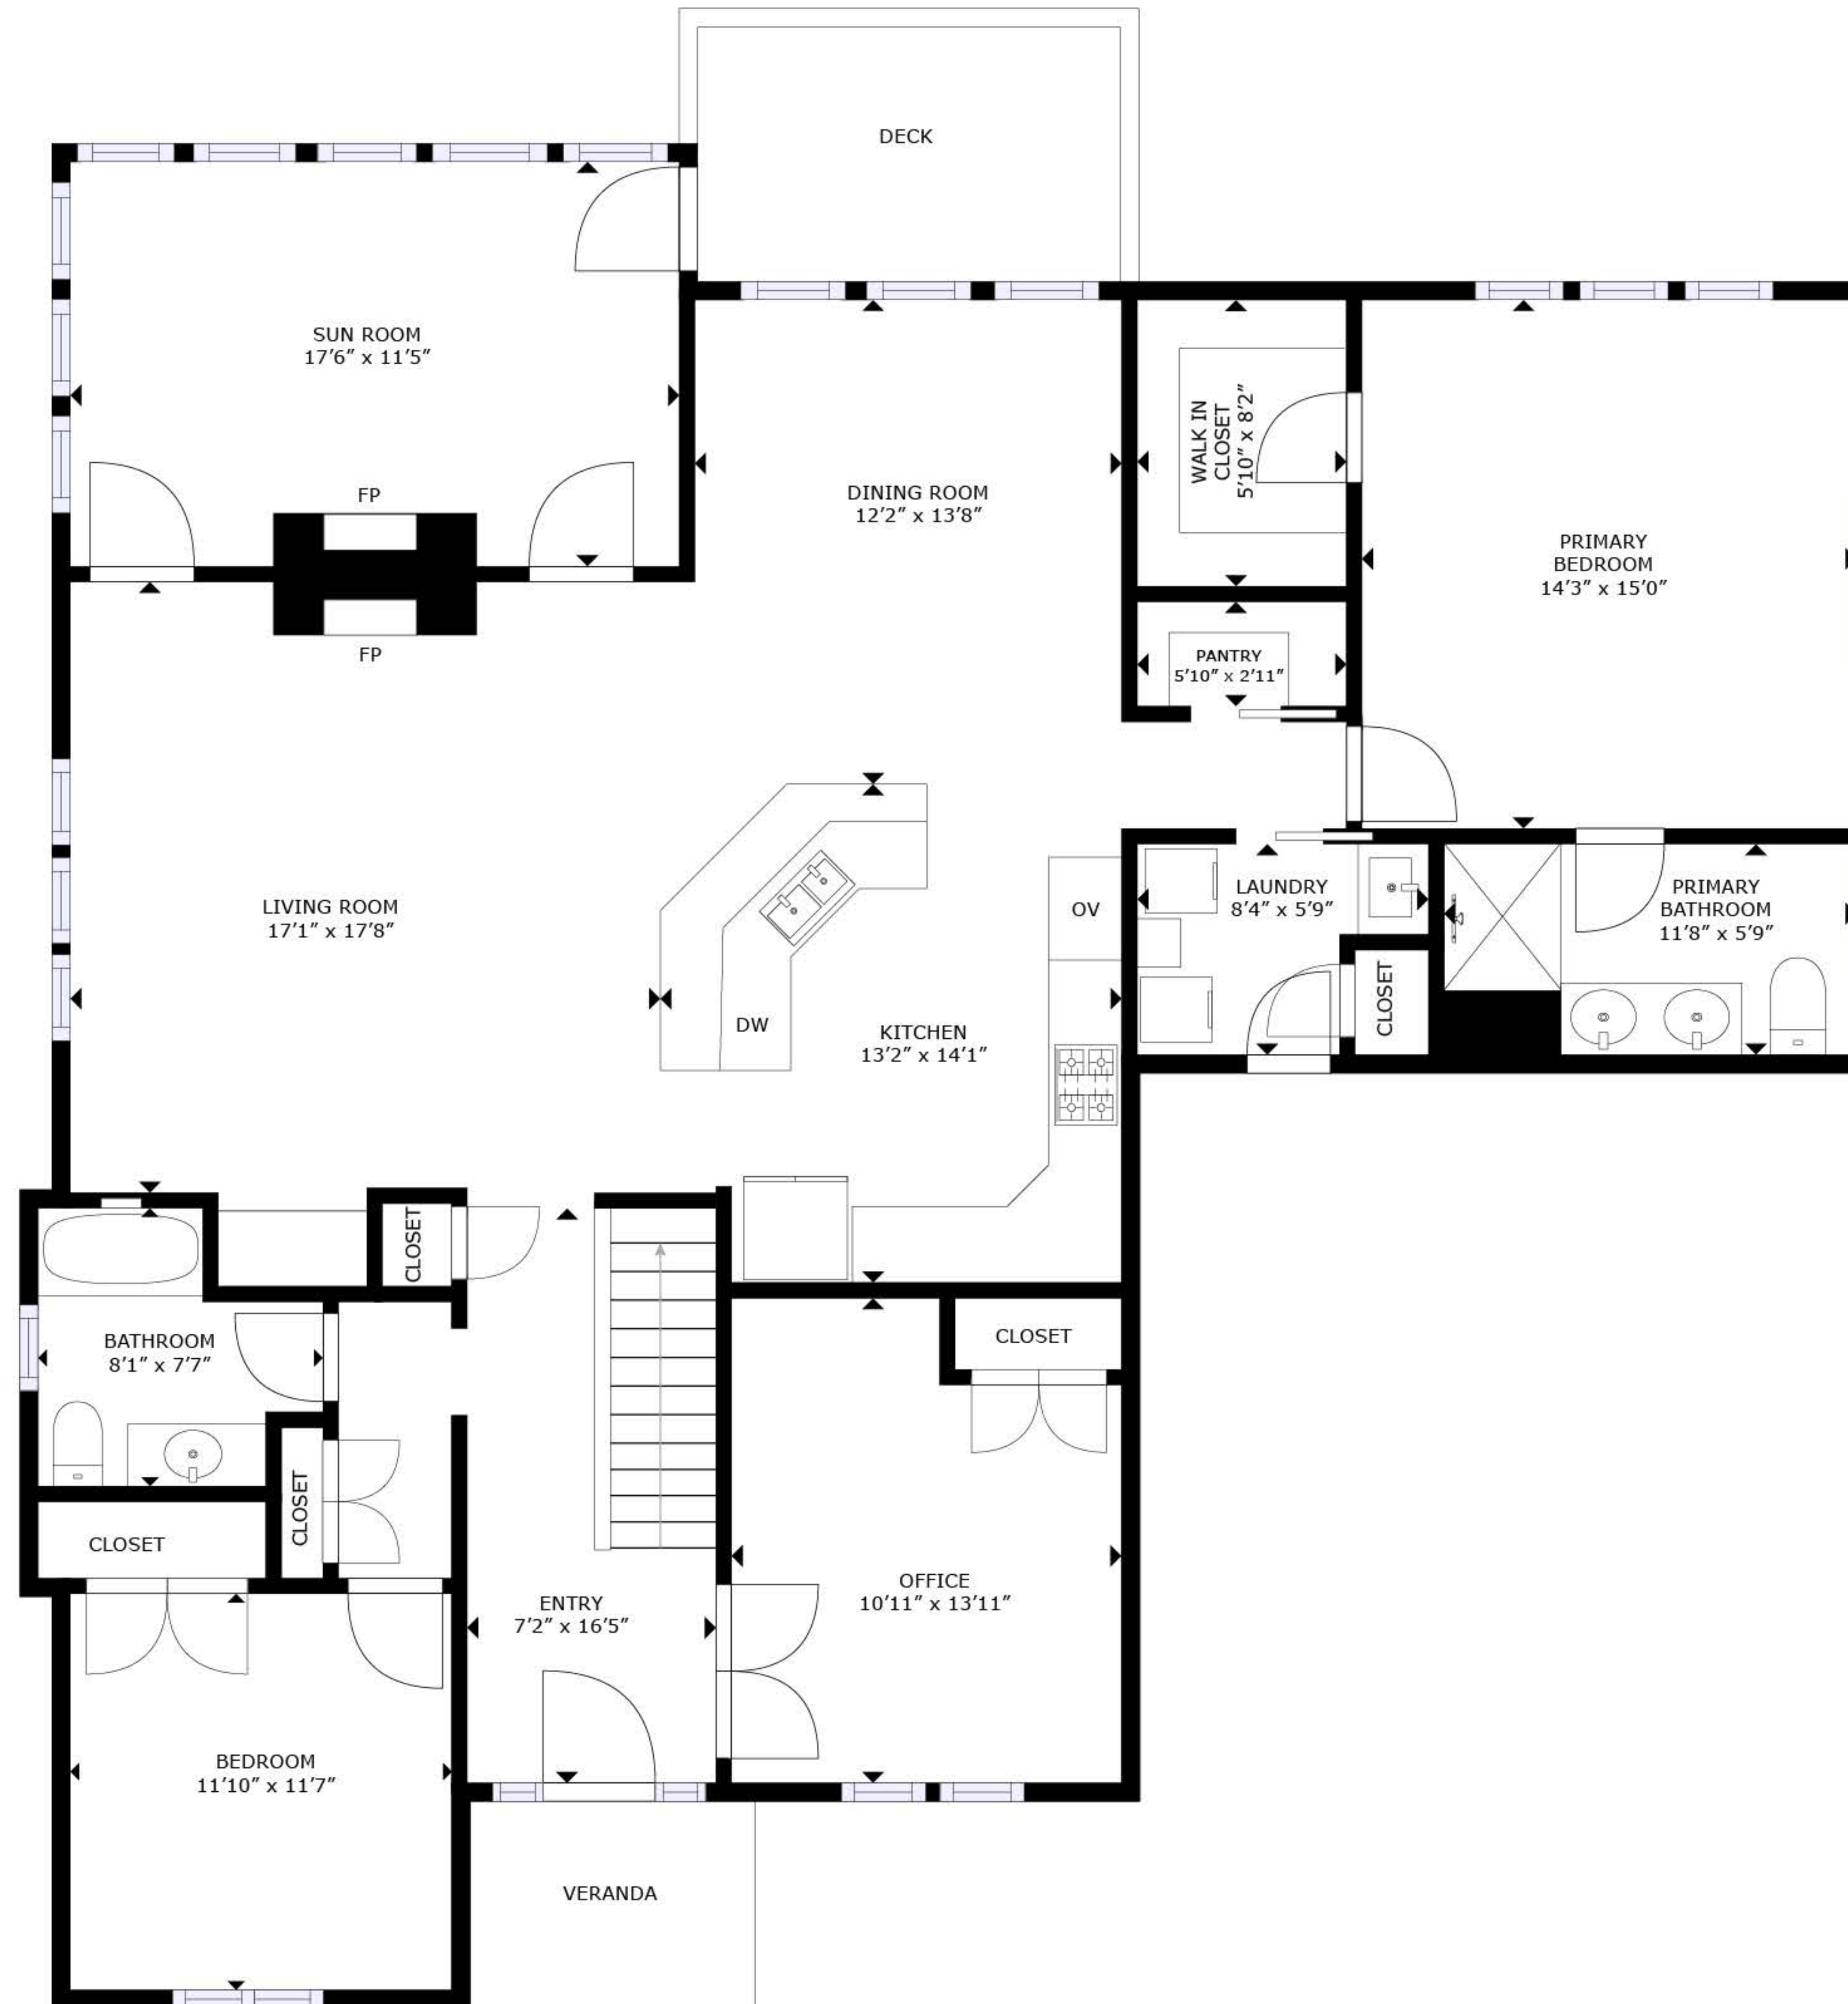 DECK
SUN ROOM
17'6" x 11'5"
FP
FP
DINING ROOM
12'2" x 13'8"
WALK IN
CLOSET
5'10" x 8'2"
PRIMARY
BEDROOM
14'3" x 15'0"
PANTRY
5'10" x 2'11"
LIVING ROOM
17'1" x 17'8"
OV
LAUNDRY
8'4" x 5'9"
PRIMARY
BATHROOM
11'8" x 5'9"
CLOSET
DW
KITCHEN
13'2" x 14'1"
CLOSET
BATHROOM
8'1" x 7'7"
CLOSET
CLOSET
CLOSET
ENTRY
7'2" x 16'5"
OFFICE
10'11" x 13'11"
BEDROOM
11'10" x 11'7"
VERANDA